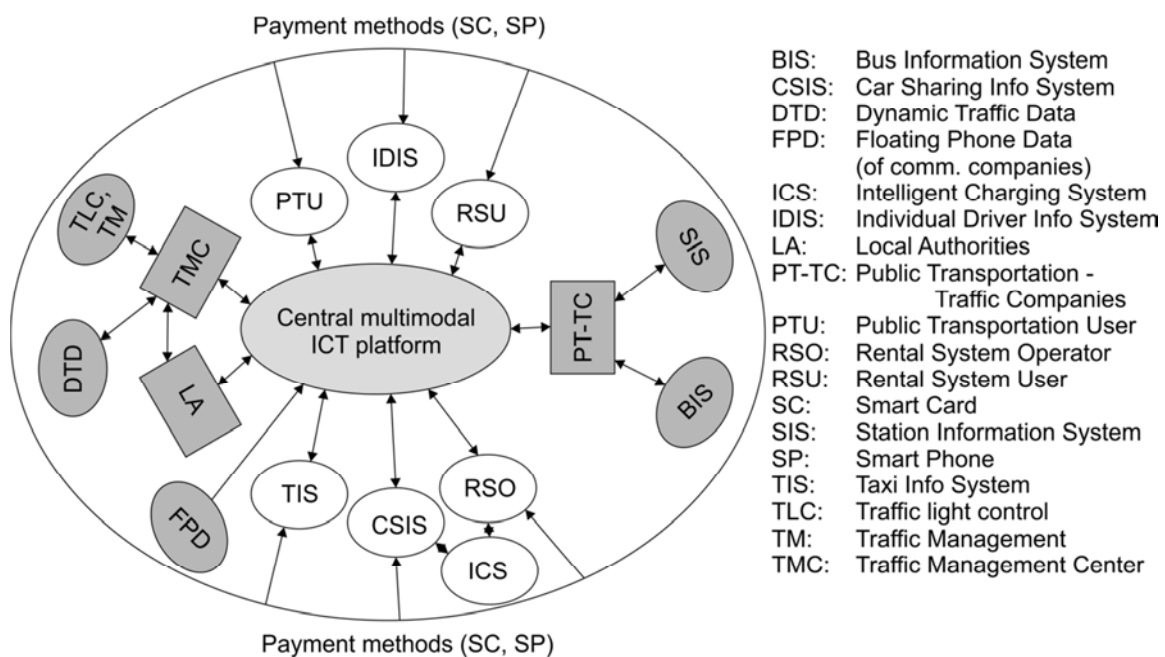 Payment methods (SC, SP)
IDIS
PTU
RSU
TLC,
TM
TMC
SIS
Central multimodal
ICT platform
PT-TC
DTD
LA
BIS
TIS
RSO
FPD
CSIS
ICS
Payment methods (SC, SP)
BIS: Bus Information System
CSIS: Car Sharing Info System
DTD: Dynamic Traffic Data
FPD: Floating Phone Data
(of comm. companies)
ICS: Intelligent Charging System
IDIS: Individual Driver Info System
LA: Local Authorities
PT-TC: Public Transportation -
Traffic Companies
PTU: Public Transportation User
RSO: Rental System Operator
RSU: Rental System User
SC: Smart Card
SIS: Station Information System
SP: Smart Phone
TIS: Taxi Info System
TLC: Traffic light control
TM: Traffic Management
TMC: Traffic Management Center